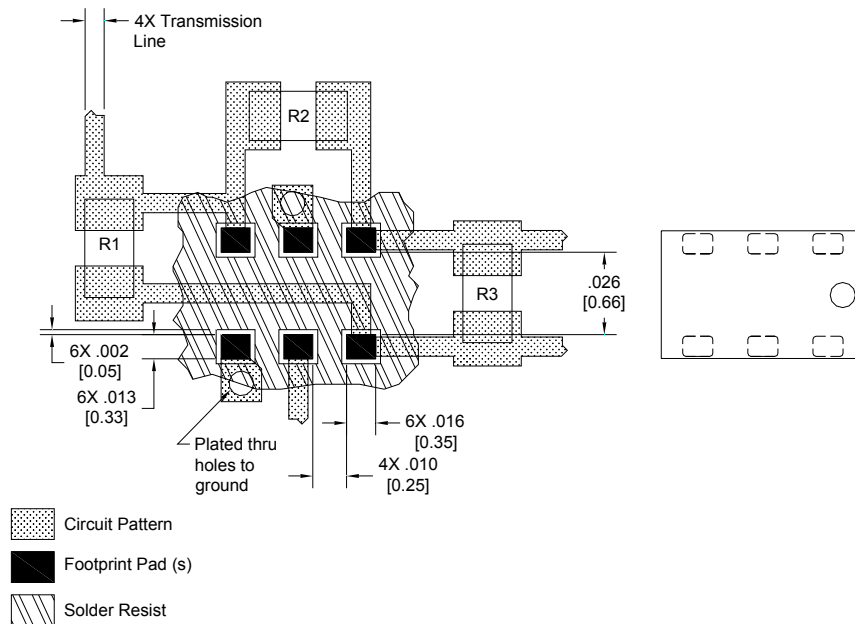 4X Transmission
Line
R2
R1
R3
.026
[0.66]
6X .002
[0.05]
6X .013
[0.33]
6X .016
[0.35]
4X .010
[0.25]
Plated thru
holes to
ground
Circuit Pattern
Footprint Pad (s)
Solder Resist